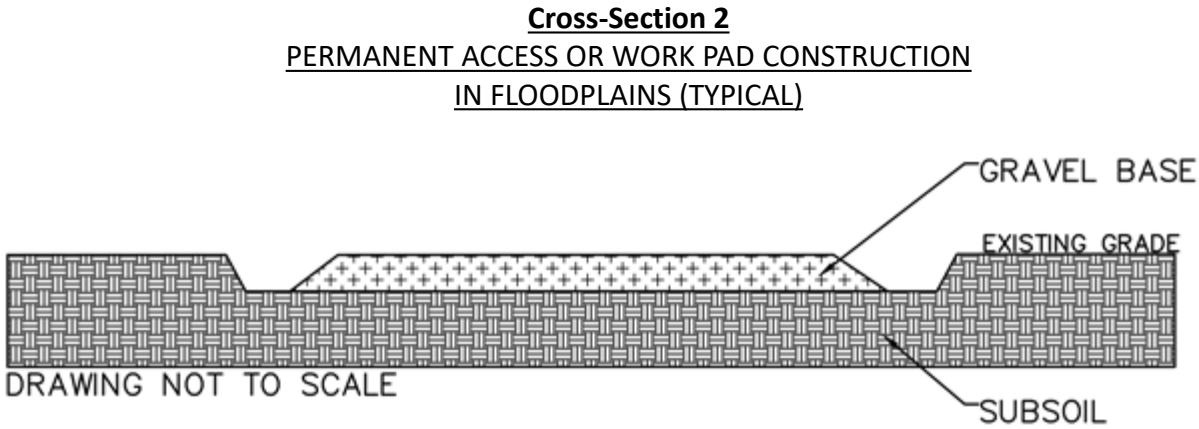 Cross-Section 2
PERMANENT ACCESS OR WORK PAD CONSTRUCTION
IN FLOODPLAINS (TYPICAL)
GRAVEL BASE
EXISTING GRADE
DRAWING NOT TO SCALE
SUBSOIL